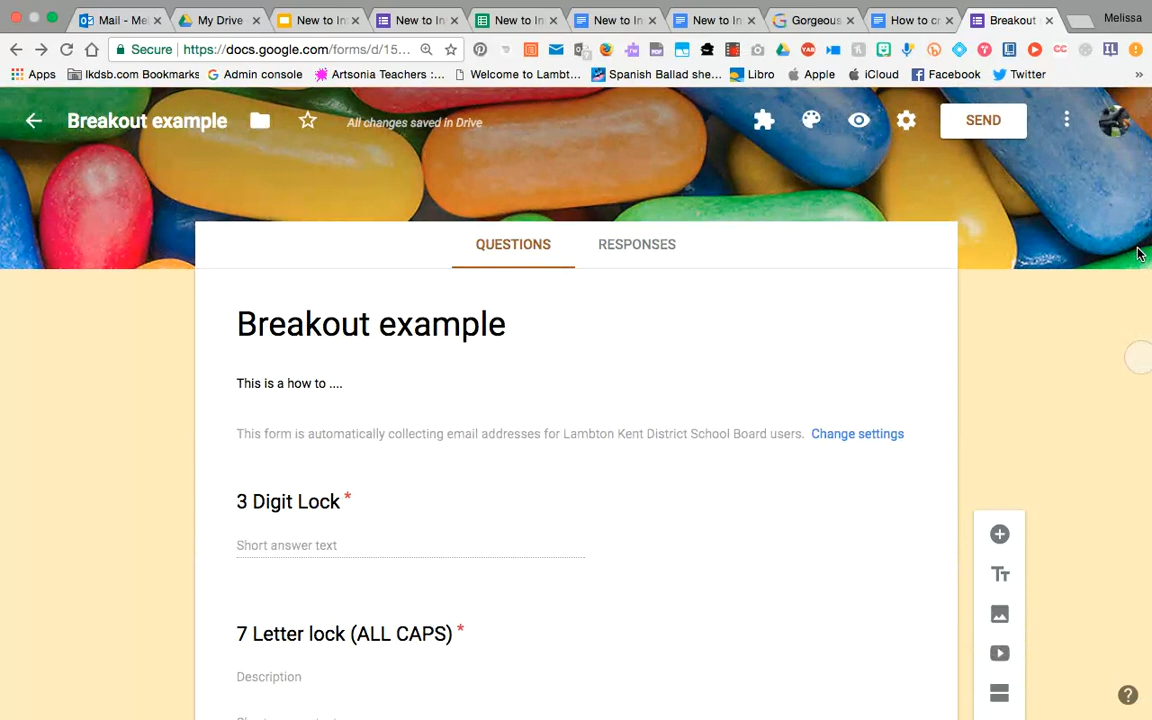 Mail - Me
My Drive
New to In
New to In
New to In
New to In
New to In
Gorgeous
How to cr
Breakout
Melissa
Secure
https://docs.google.com/forms/d/15...
Apps
lkdsb.com Bookmarks
Admin console
Artsonia Teachers :...
Welcome to Lambt...
Spanish Ballad she...
Libro
Apple
iCloud
Facebook
Twitter
»
Breakout example
All changes saved in Drive
SEND
QUESTIONS
RESPONSES
Breakout example
This is a how to ....
This form is automatically collecting email addresses for Lambton Kent District School Board users. Change settings
3 Digit Lock *
Short answer text
7 Letter lock (ALL CAPS) *
Description